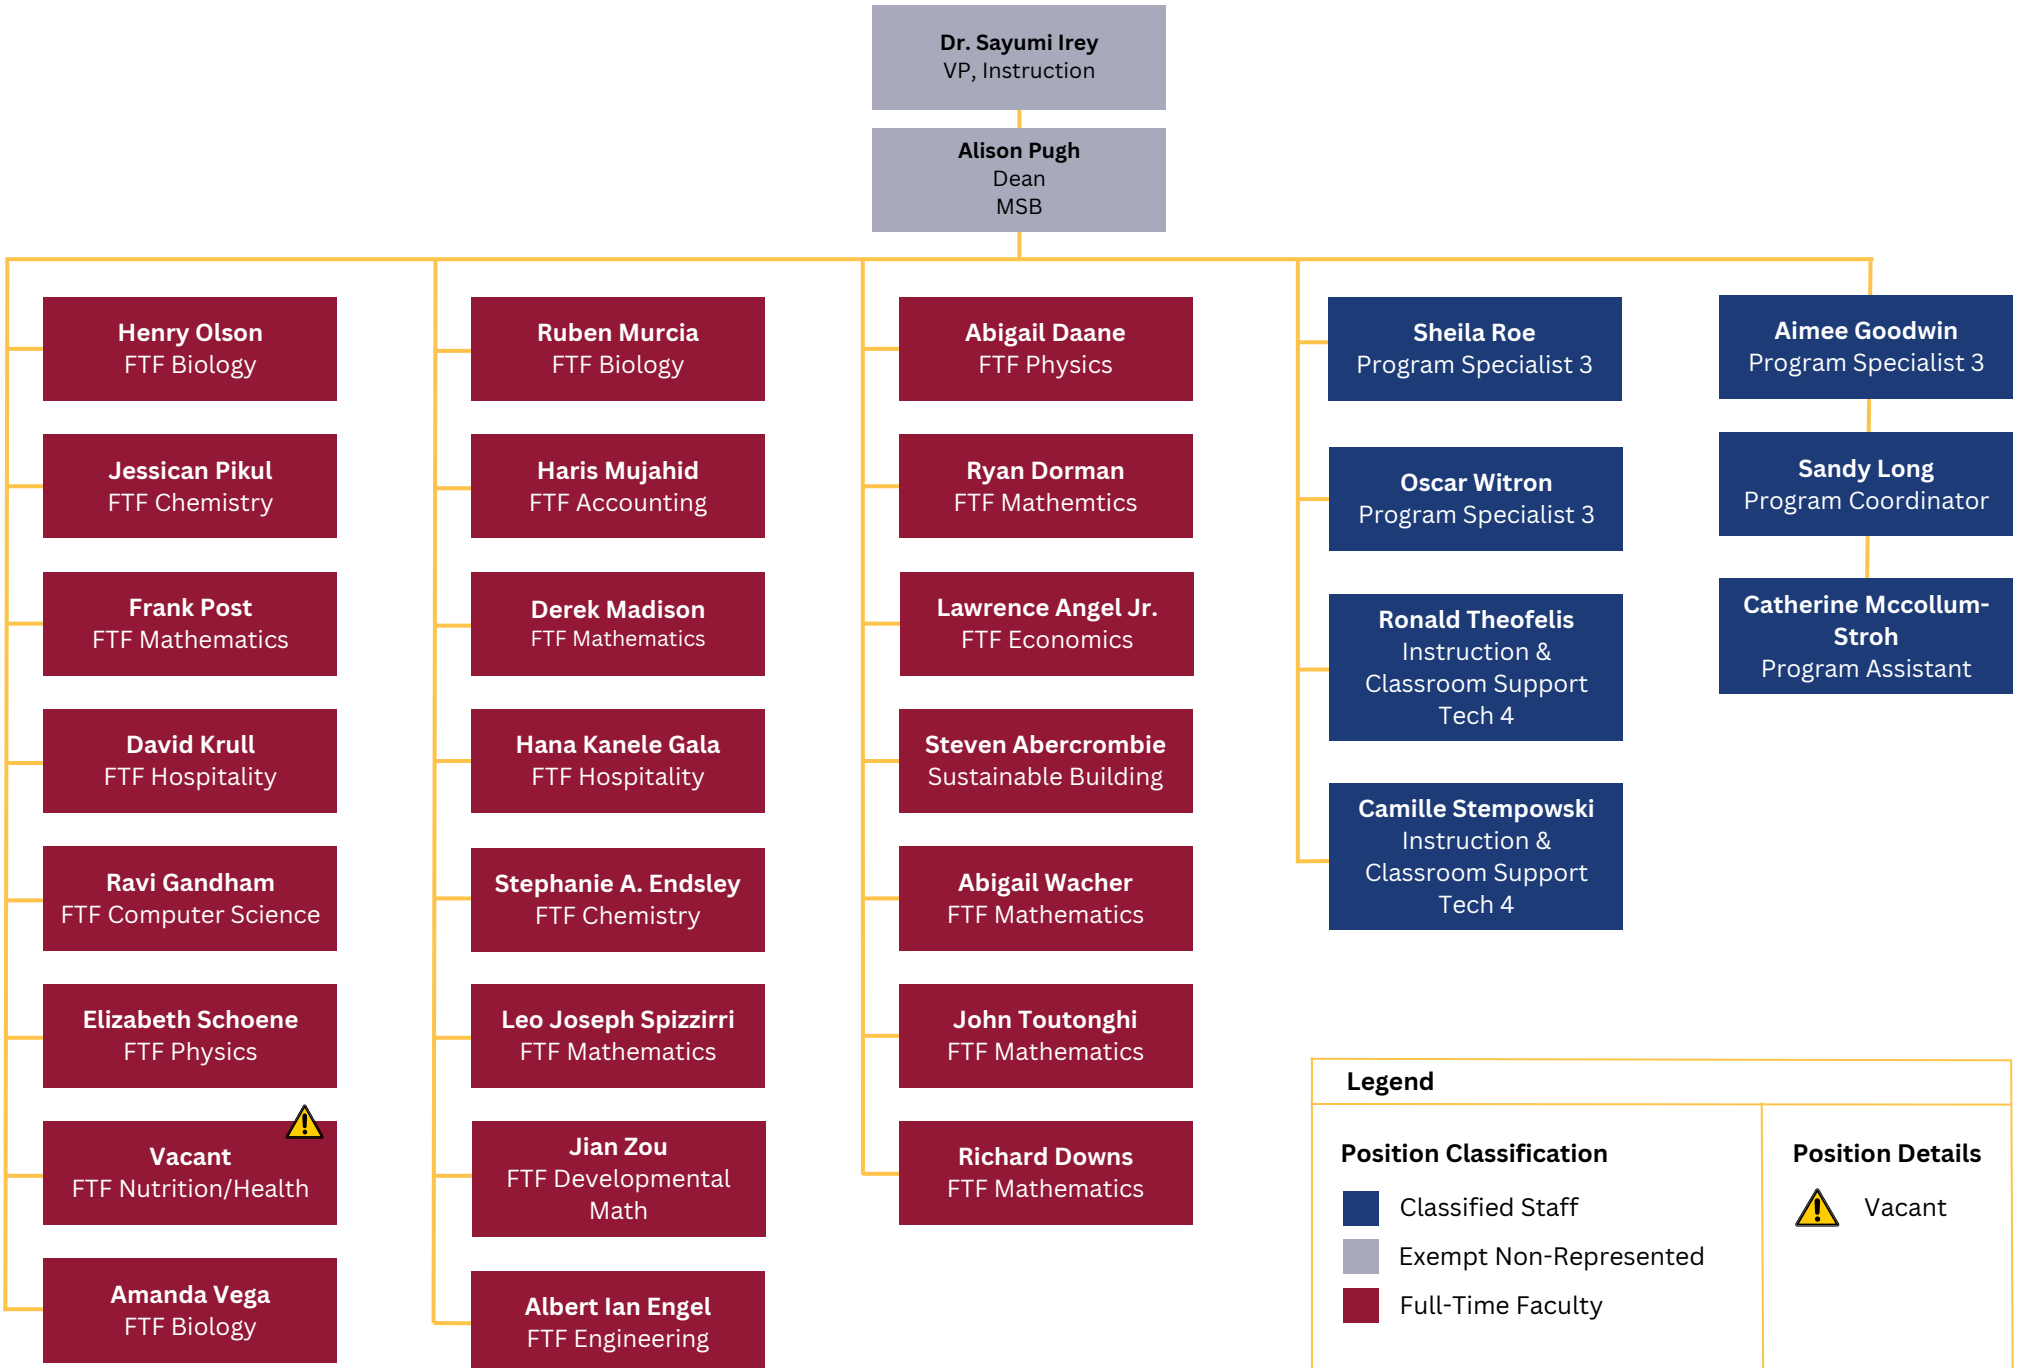 Dr. Sayumi Irey
VP, Instruction
Alison Pugh
Dean
MSB
Henry Olson
FTF Biology
Jessican Pikul
FTF Chemistry
Frank Post
FTF Mathematics
David Krull
FTF Hospitality
Ravi Gandham
FTF Computer Science
Elizabeth Schoene
FTF Physics
Vacant
FTF Nutrition/Health
Amanda Vega
FTF Biology
Ruben Murcia
FTF Biology
Haris Mujahid
FTF Accounting
Derek Madison
FTF Mathematics
Hana Kanele Gala
FTF Hospitality
Stephanie A. Endsley
FTF Chemistry
Leo Joseph Spizzirri
FTF Mathematics
Jian Zou
FTF Developmental
Math
Albert Ian Engel
FTF Engineering
Abigail Daane
FTF Physics
Ryan Dorman
FTF Mathemtics
Lawrence Angel Jr.
FTF Economics
Steven Abercrombie
Sustainable Building
Abigail Wacher
FTF Mathematics
John Toutonghi
FTF Mathematics
Richard Downs
FTF Mathematics
Sheila Roe
Program Specialist 3
Oscar Witron
Program Specialist 3
Ronald Theofelis
Instruction &
Classroom Support
Tech 4
Camille Stempowski
Instruction &
Classroom Support
Tech 4
Aimee Goodwin
Program Specialist 3
Sandy Long
Program Coordinator
Catherine Mccollum-
Stroh
Program Assistant
Legend
Position Classification
Classified Staff
Exempt Non-Represented
Full-Time Faculty
Position Details
Vacant